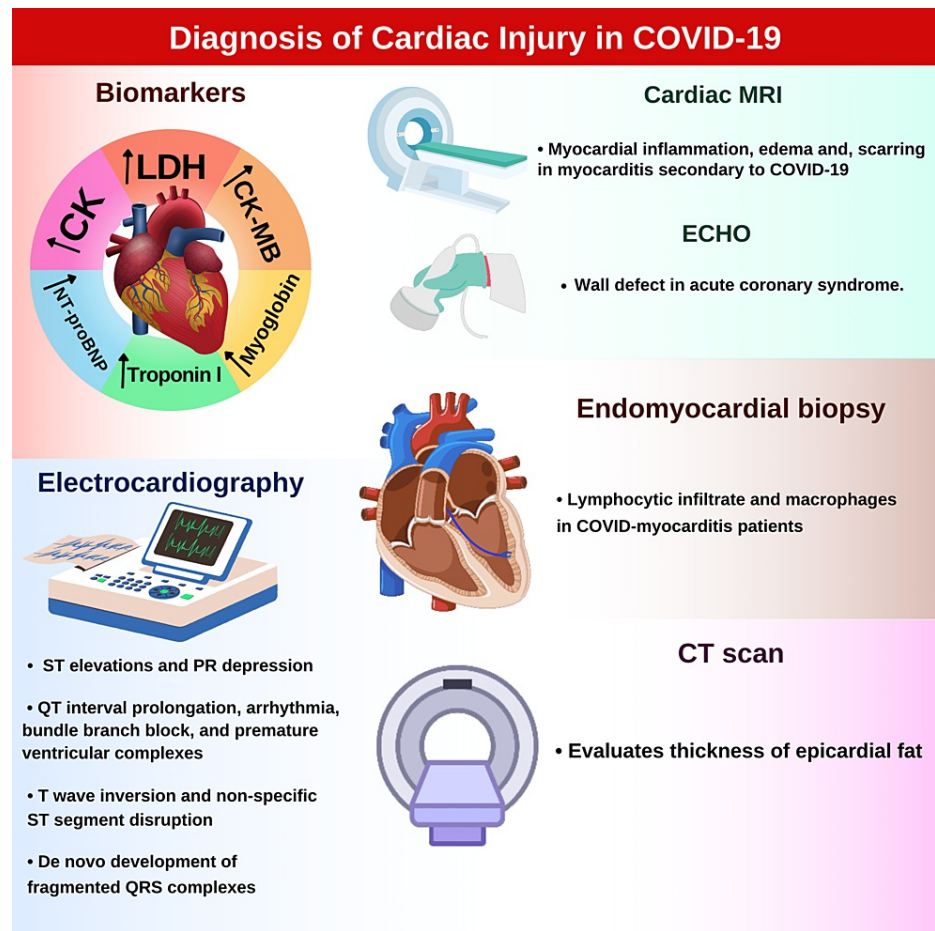 Diagnosis of Cardiac Injury in COVID-19
Biomarkers
↑LDH
↑CK-MB
↑Myoglobin
↑Troponin I
↑NT-proBNP
↑CK
Electrocardiography
• ST elevations and PR depression
• QT interval prolongation, arrhythmia,
bundle branch block, and premature
ventricular complexes
• T wave inversion and non-specific
ST segment disruption
• De novo development of
fragmented QRS complexes
Cardiac MRI
• Myocardial inflammation, edema and, scarring
in myocarditis secondary to COVID-19
ECHO
• Wall defect in acute coronary syndrome.
Endomyocardial biopsy
• Lymphocytic infiltrate and macrophages
in COVID-myocarditis patients
CT scan
• Evaluates thickness of epicardial fat